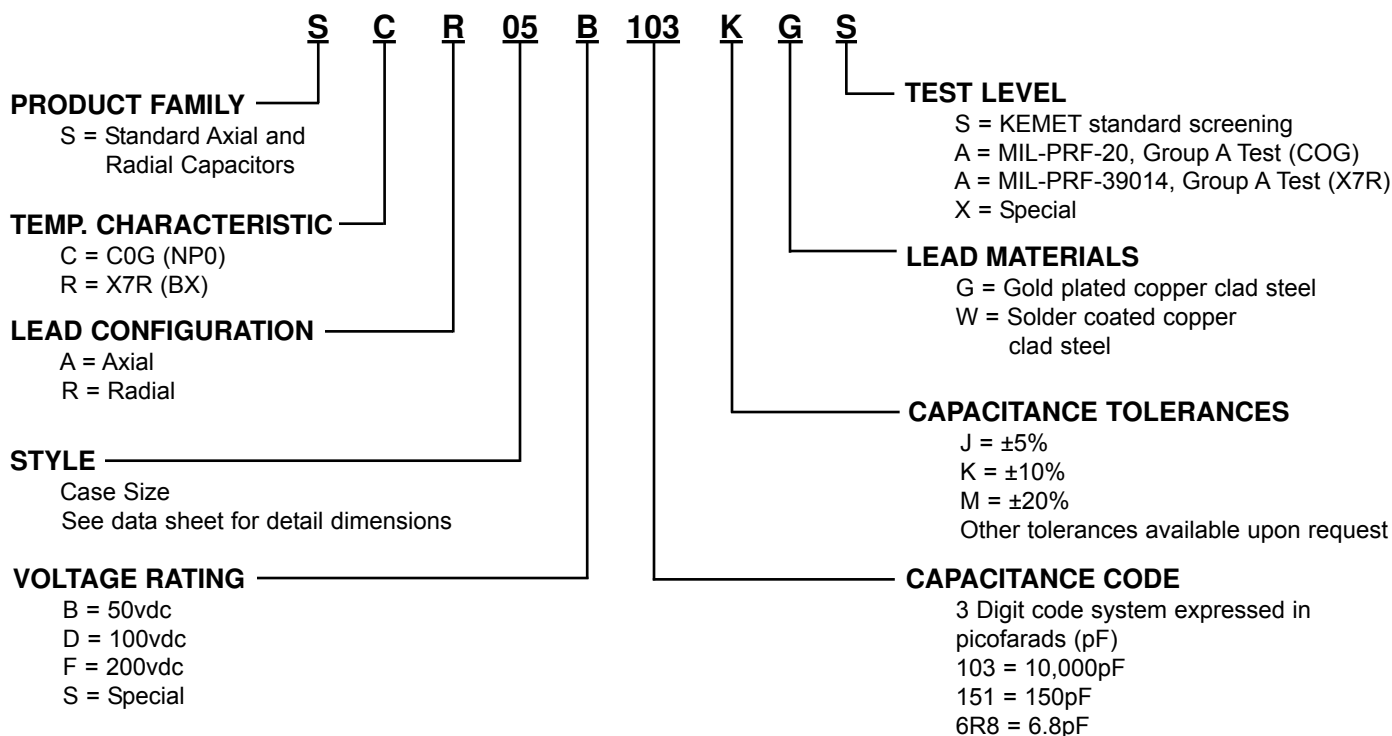 S C R 05 B 103 K G S
PRODUCT FAMILY
S = Standard Axial and
Radial Capacitors
TEMP. CHARACTERISTIC
C = C0G (NP0)
R = X7R (BX)
LEAD CONFIGURATION
A = Axial
R = Radial
STYLE
Case Size
See data sheet for detail dimensions
VOLTAGE RATING
B = 50vdc
D = 100vdc
F = 200vdc
S = Special
TEST LEVEL
S = KEMET standard screening
A = MIL-PRF-20, Group A Test (COG)
A = MIL-PRF-39014, Group A Test (X7R)
X = Special
LEAD MATERIALS
G = Gold plated copper clad steel
W = Solder coated copper
clad steel
CAPACITANCE TOLERANCES
J = ±5%
K = ±10%
M = ±20%
Other tolerances available upon request
CAPACITANCE CODE
3 Digit code system expressed in
picofarads (pF)
103 = 10,000pF
151 = 150pF
6R8 = 6.8pF